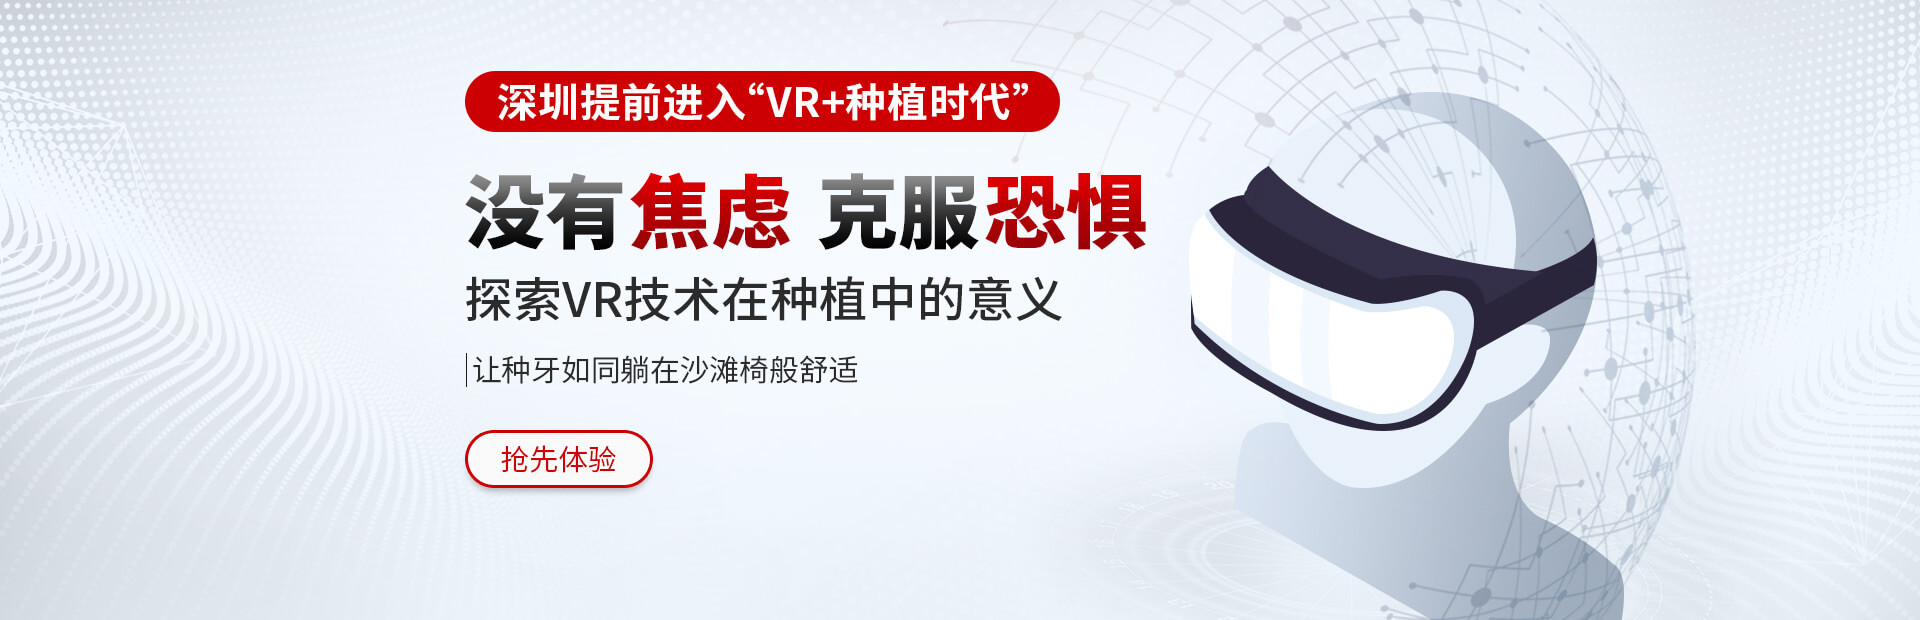 深圳提前进入“VR+种植时代”
没有焦虑 克服恐惧
探索VR技术在种植中的意义
让种牙如同躺在沙滩椅般舒适
抢先体验